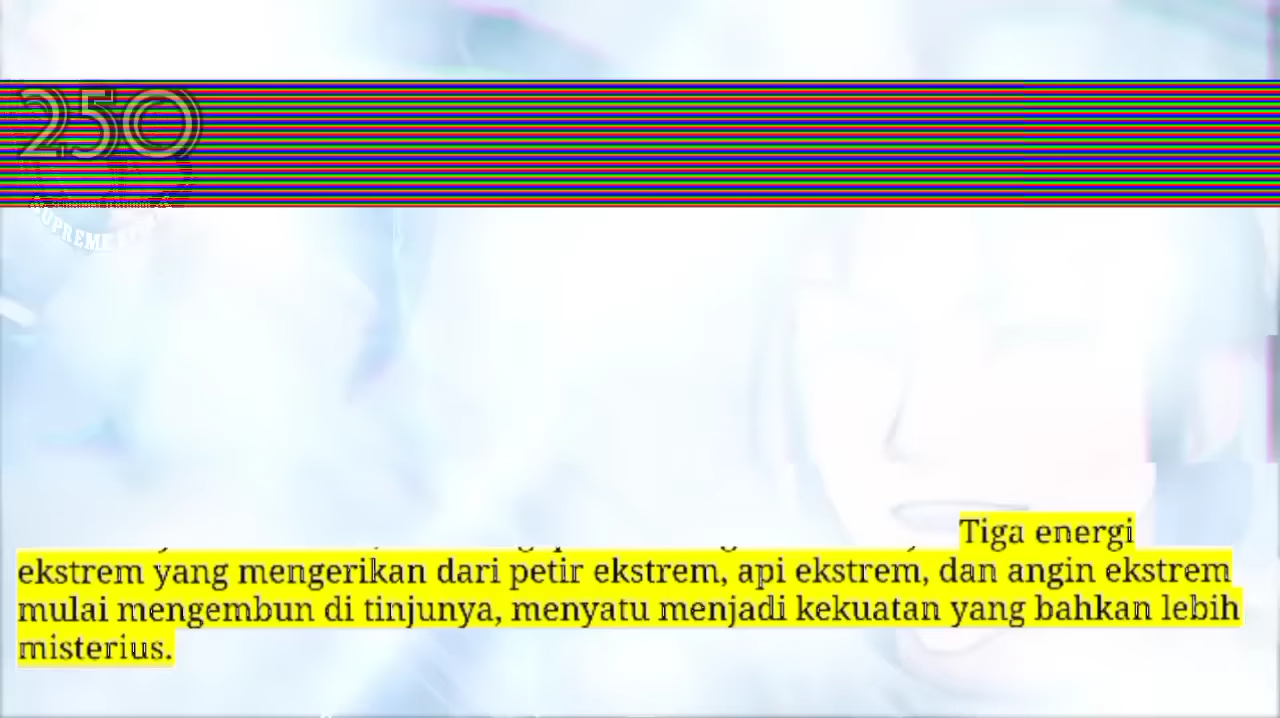 250
SUPREME
Tiga energi
ekstrem yang mengerikan dari petir ekstrem, api ekstrem, dan angin ekstrem
mulai mengembun di tinjunya, menyatu menjadi kekuatan yang bahkan lebih
misterius.